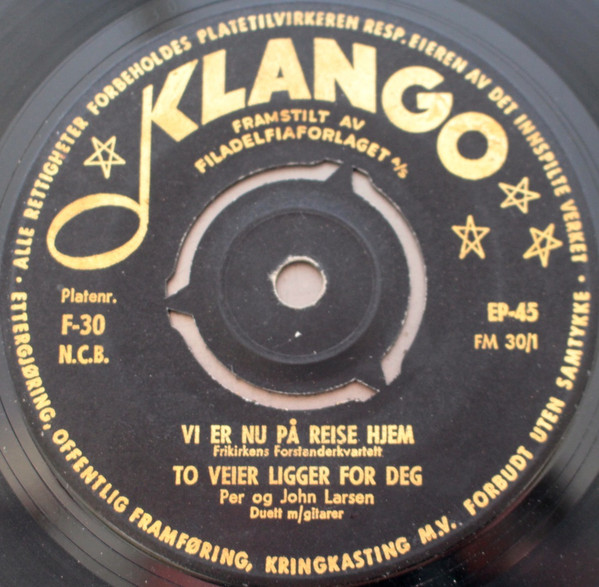 ALLE RETTIGHETER FORBEHOLDES PLATETILVIRKEREN RESP. EIEREN AV DET INNSPILTE VERKET ·
KLANGO
FRAMSTILT AV
FILADELFIAFORLAGET A/S
Platenr.
F-30
N.C.B.
EP-45
FM 30/1
VI ER NU PÅ REISE HJEM
Frikirkens Forstanderkvartett
TO VEIER LIGGER FOR DEG
Per og John Larsen
Duett m/gitarer
ETTERGJØRING, OFFENTLIG FRAMFØRING, KRINGKASTING M.V. FORBUDT UTEN SAMTYKKE ·